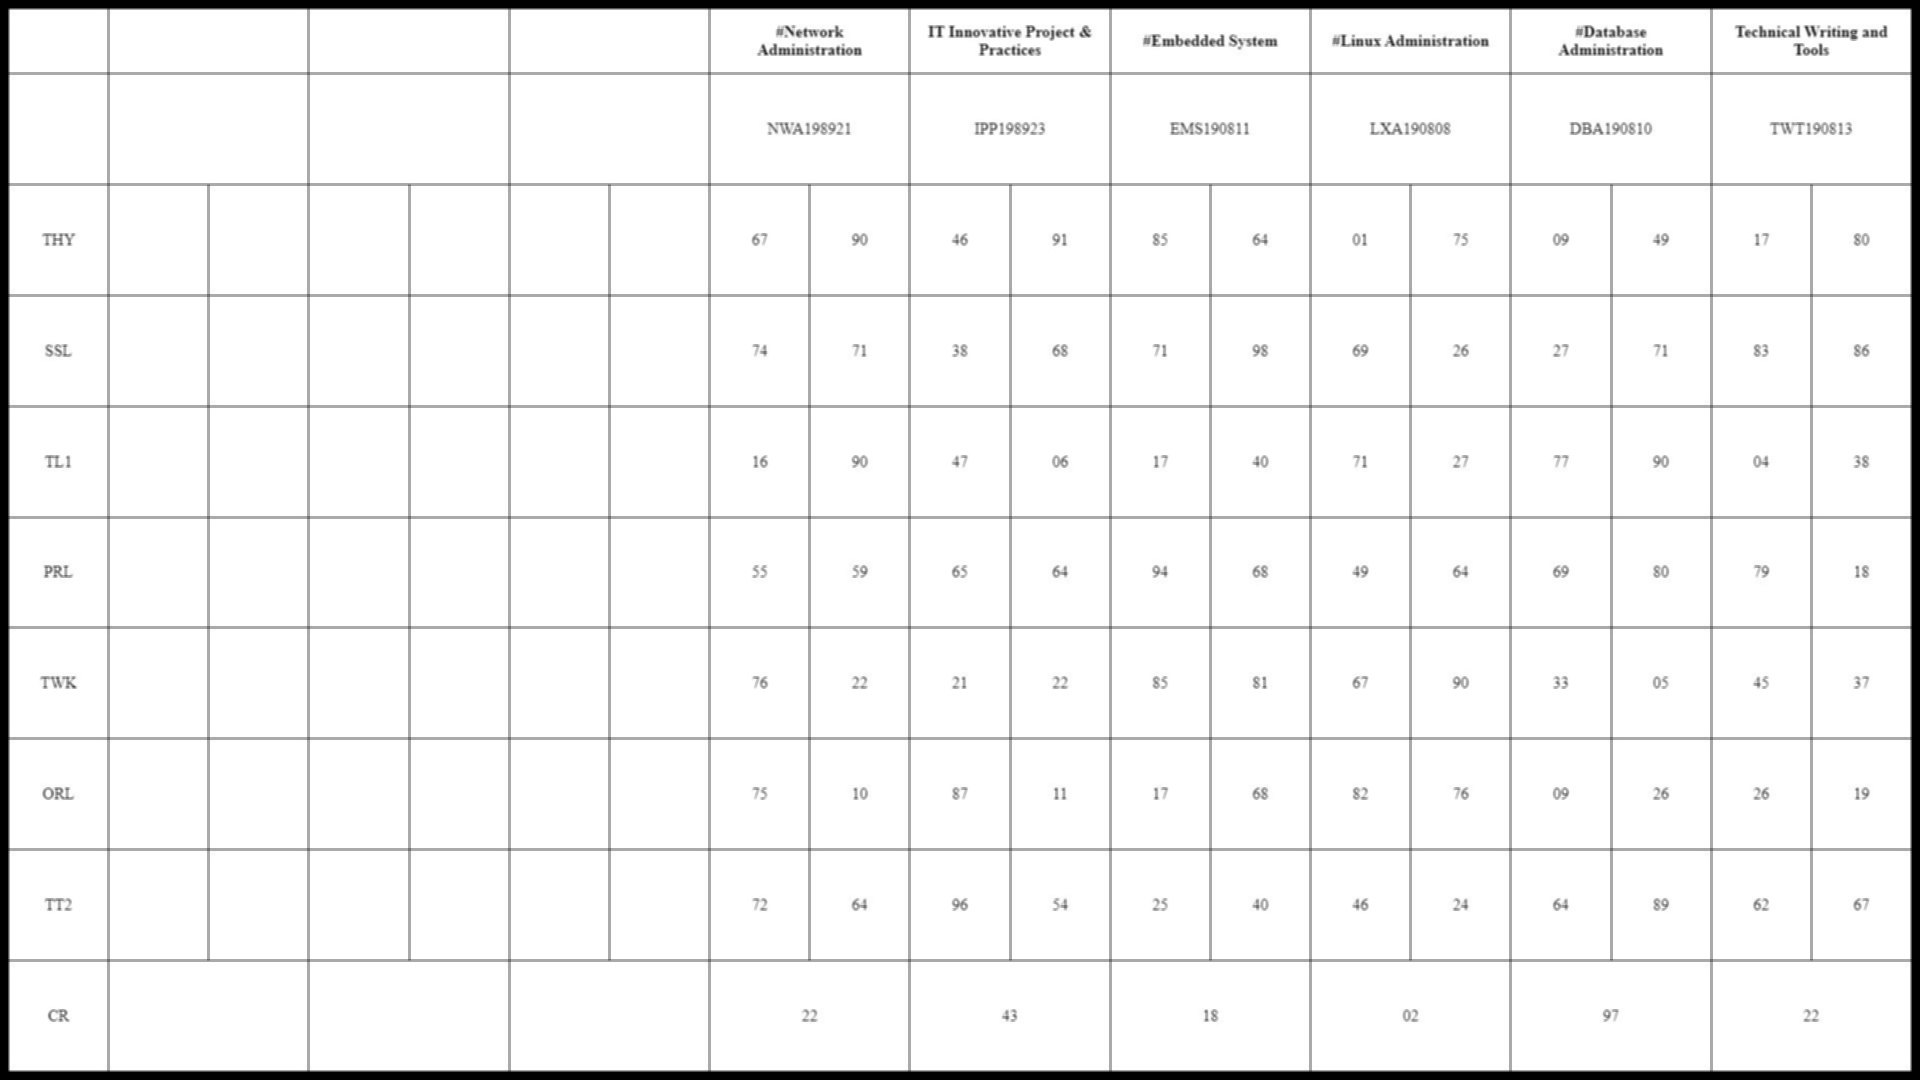 #Network Administration IT Innovative Project & Practices #Embedded System #Linux Administration #Database Administration Technical Writing and Tools
NWA198921 IPP198923 EMS190811 LXA190808 DBA190810 TWT190813
THY 67 90 46 91 85 64 01 75 09 49 17 80
SSL 74 71 38 68 71 98 69 26 27 71 83 86
TL1 16 90 47 06 17 40 71 27 77 90 04 38
PRL 55 59 65 64 94 68 49 64 69 80 79 18
TWK 76 22 21 22 85 81 67 90 33 05 45 37
ORL 75 10 87 11 17 68 82 76 09 26 26 19
TT2 72 64 96 54 25 40 46 24 64 89 62 67
CR 22 43 18 02 97 22